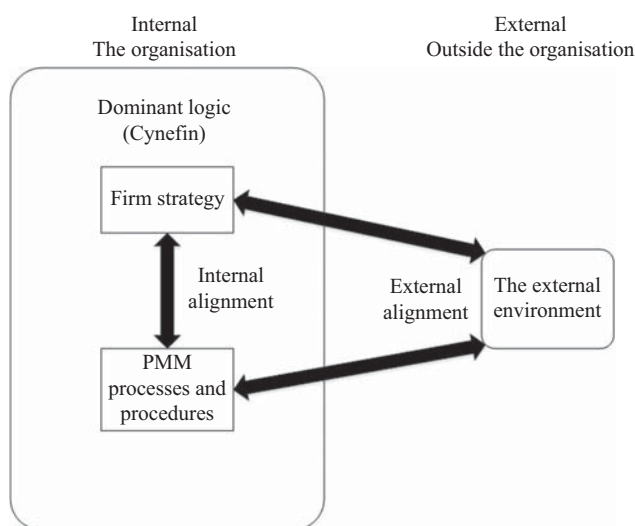 Internal
The organisation
External
Outside the organisation
Dominant logic
(Cynefin)
Firm strategy
Internal
alignment
External
alignment
The external
environment
PMM
processes and
procedures